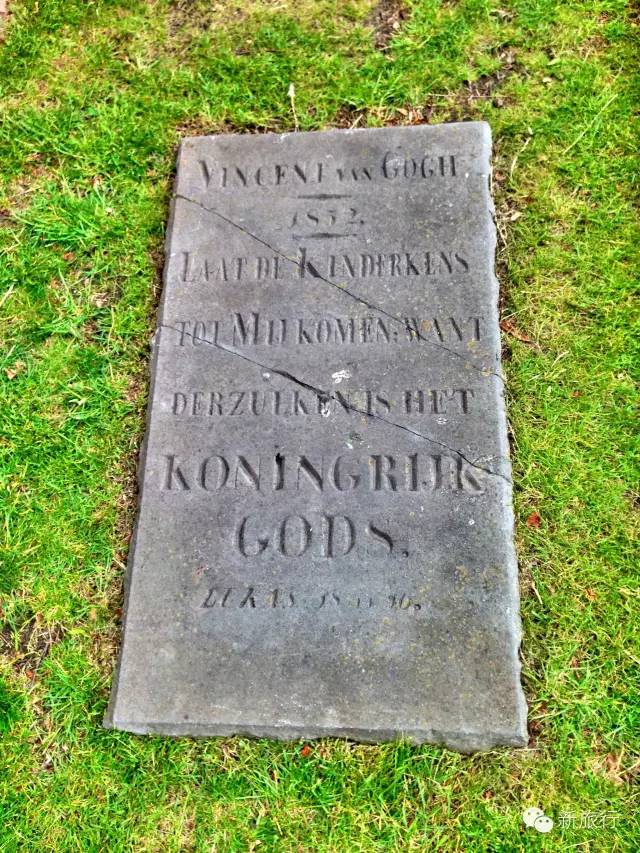 VINCENT VAN GOGH
1852.
LAAT DE KINDERKENS
TOT MIJ KOMEN: WANT
DERZULKEN IS HET
KONINGRIJK
GODS.
LUKAS 18 vs 16.
新旅行